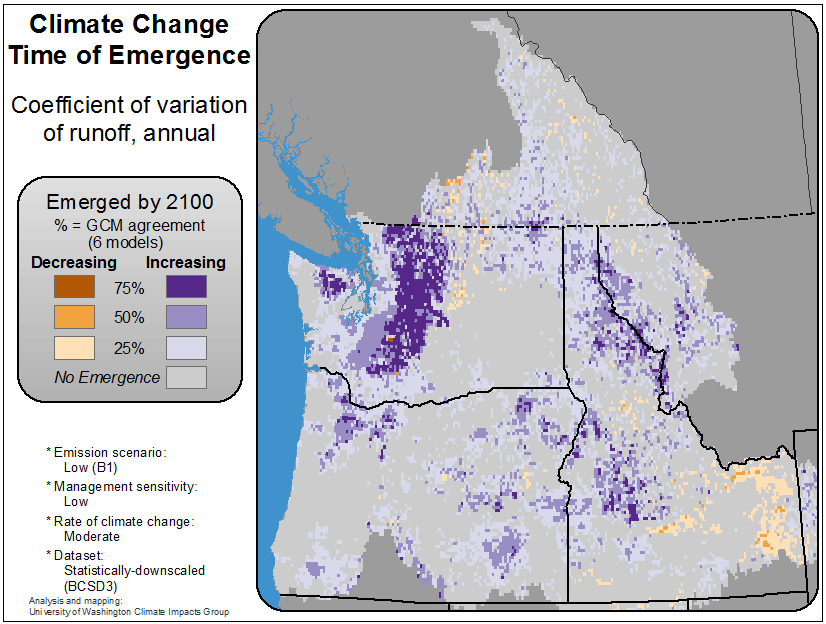 Climate Change
Time of Emergence
Coefficient of variation
of runoff, annual
Emerged by 2100
% = GCM agreement
(6 models)
Decreasing Increasing
75%
50%
25%
No Emergence
* Emission scenario:
Low (B1)
* Management sensitivity:
Low
* Rate of climate change:
Moderate
* Dataset:
Statistically-downscaled
(BCSD3)
Analysis and mapping:
University of Washington Climate Impacts Group